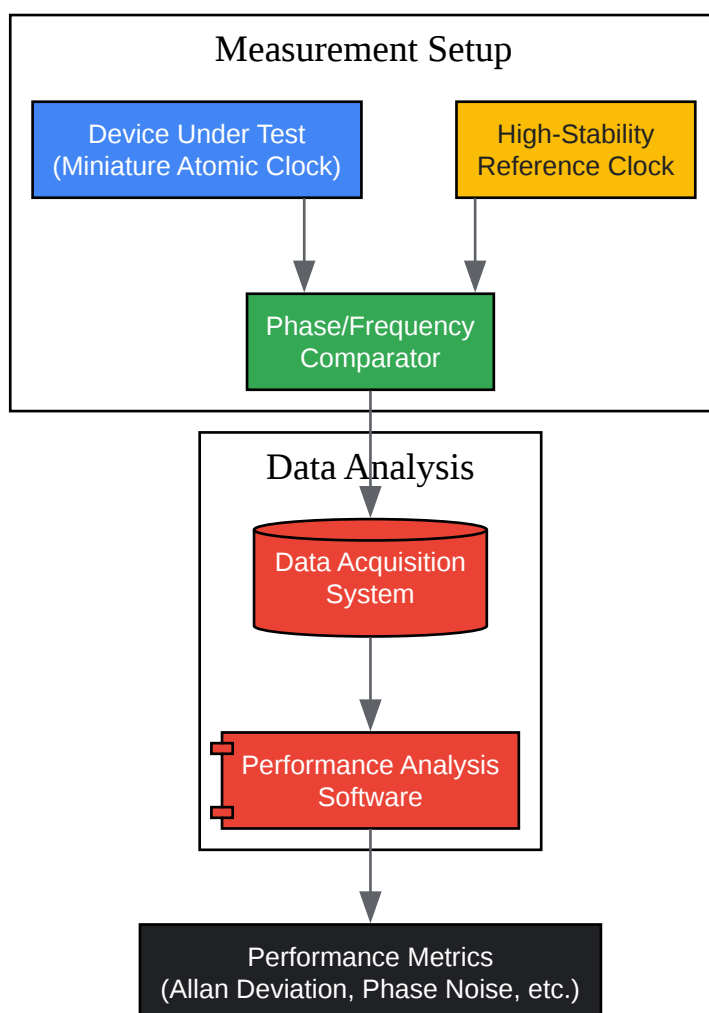 Measurement Setup
Device Under Test
(Miniature Atomic Clock)
High-Stability
Reference Clock
Phase/Frequency
Comparator
Data Analysis
Data Acquisition
System
Performance Analysis
Software
Performance Metrics
(Allan Deviation, Phase Noise, etc.)